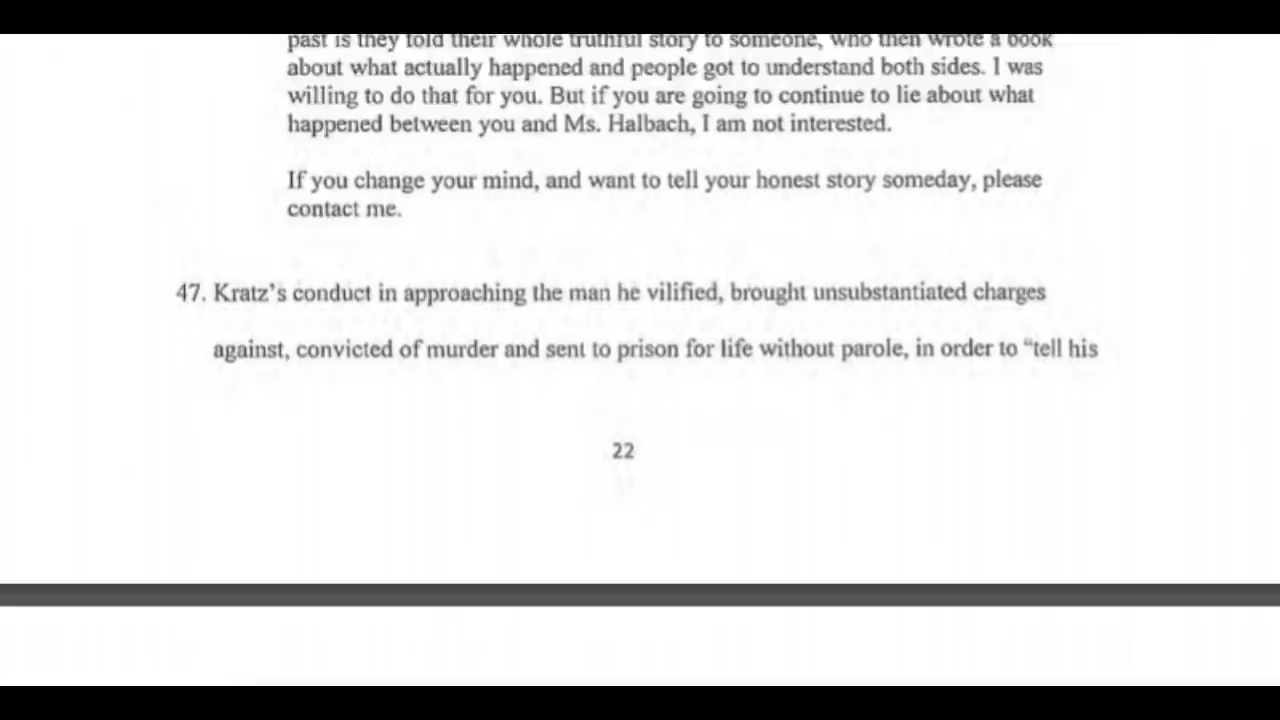 past is they told their whole truthful story to someone, who then wrote a book
about what actually happened and people got to understand both sides. I was
willing to do that for you. But if you are going to continue to lie about what
happened between you and Ms. Halbach, I am not interested.
If you change your mind, and want to tell your honest story someday, please
contact me.
47. Kratz’s conduct in approaching the man he vilified, brought unsubstantiated charges
against, convicted of murder and sent to prison for life without parole, in order to “tell his
22